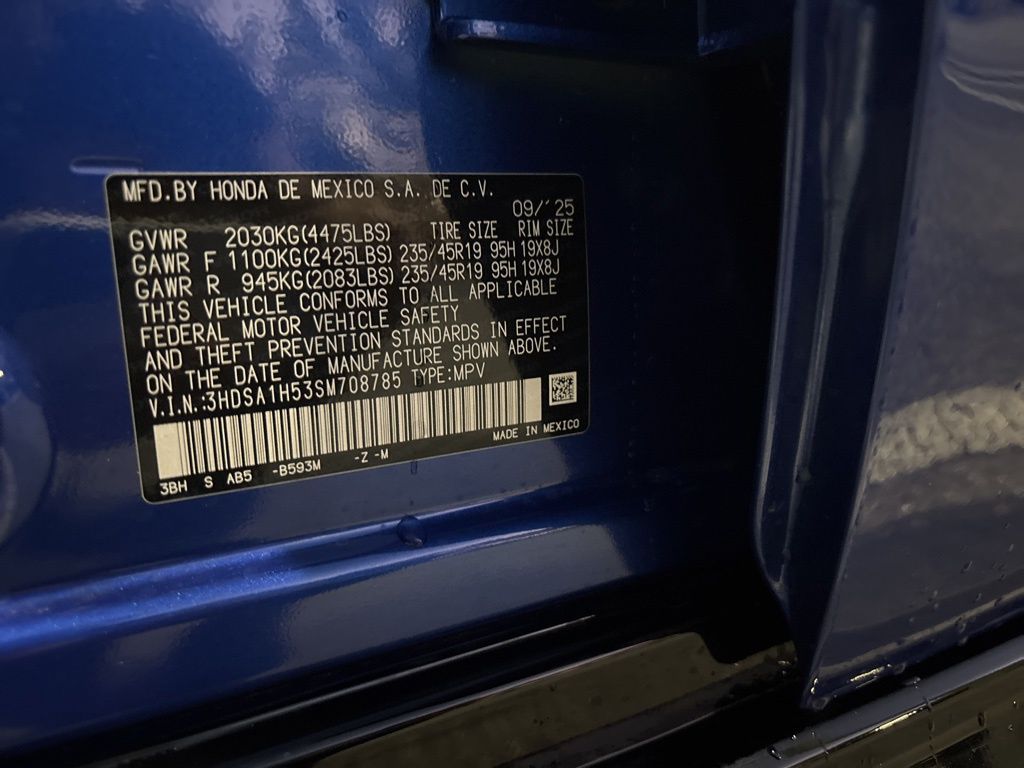 MFD.BY HONDA DE MEXICO S.A. DE C.V.
09/'25
GVWR 2030KG(4475LBS) TIRE SIZE RIM SIZE
GAWR F 1100KG(2425LBS) 235/45R19 95H 19X8J
GAWR R 945KG(2083LBS) 235/45R19 95H 19X8J
THIS VEHICLE CONFORMS TO ALL APPLICABLE
FEDERAL MOTOR VEHICLE SAFETY
AND THEFT PREVENTION STANDARDS IN EFFECT
ON THE DATE OF MANUFACTURE SHOWN ABOVE.
V.I.N.:3HDSA1H53SM708785 TYPE:MPV
MADE IN MEXICO
3BH S AB5 -B593M -Z -M